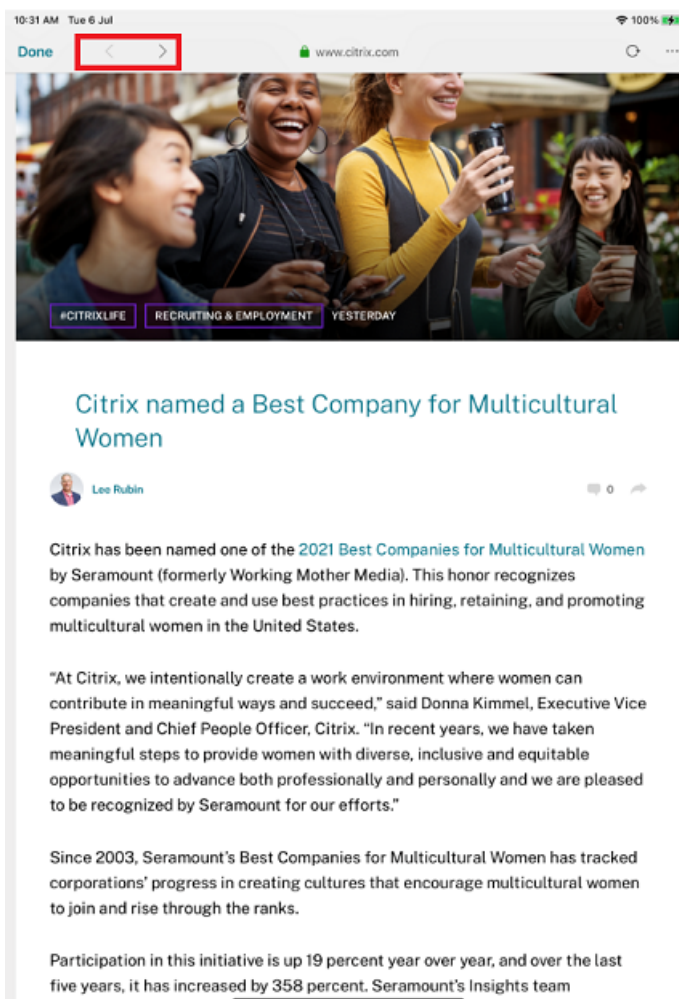 10:31 AM Tue 6 Jul
100%
Done
www.citrix.com
#CITRIXLIFE
RECRUITING & EMPLOYMENT
YESTERDAY
Citrix named a Best Company for Multicultural
Women
Lee Rubin
0
Citrix has been named one of the 2021 Best Companies for Multicultural Women
by Seramount (formerly Working Mother Media). This honor recognizes
companies that create and use best practices in hiring, retaining, and promoting
multicultural women in the United States.
“At Citrix, we intentionally create a work environment where women can
contribute in meaningful ways and succeed,” said Donna Kimmel, Executive Vice
President and Chief People Officer, Citrix. “In recent years, we have taken
meaningful steps to provide women with diverse, inclusive and equitable
opportunities to advance both professionally and personally and we are pleased
to be recognized by Seramount for our efforts.”
Since 2003, Seramount’s Best Companies for Multicultural Women has tracked
corporations’ progress in creating cultures that encourage multicultural women
to join and rise through the ranks.
Participation in this initiative is up 19 percent year over year, and over the last
five years, it has increased by 358 percent. Seramount’s Insights team